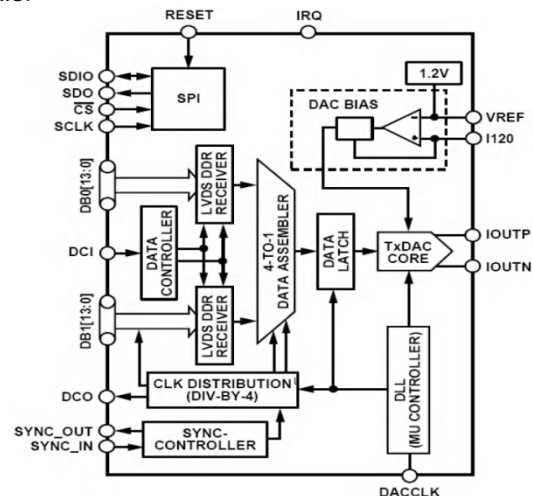 RESET
IRQ
SDIO
SDO
CS
SCLK
SPI
1.2V
DAC BIAS
VREF
I120
DB0[13:0]
LVDS DDR
RECEIVER
DCI
DATA
CONTROLLER
4-TO-1
DATA ASSEMBLER
DATA
LATCH
TxDAC
CORE
IOUTP
IOUTN
DB1[13:0]
LVDS DDR
RECEIVER
DCO
CLK DISTRIBUTION
(DIV-BY-4)
DLL
(MU CONTROLLER)
SYNC_OUT
SYNC_IN
SYNC-
CONTROLLER
DACCLK